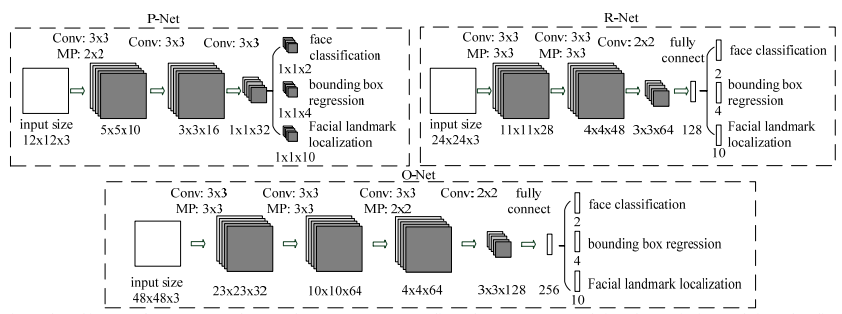 P-Net
Conv: 3x3 Conv: 3x3 Conv: 3x3
MP: 2x2
face
classification
1x1x2
bounding box
regression
1x1x4
Facial landmark
localization
1x1x10
input size
12x12x3
5x5x10
3x3x16
1x1x32
R-Net
Conv: 3x3 Conv: 3x3 Conv: 2x2 fully
MP: 3x3 MP: 3x3 connect
face classification
2
bounding box
regression
4
Facial landmark
localization
10
input size
24x24x3
11x11x28
4x4x48
3x3x64
128
O-Net
Conv: 3x3 Conv: 3x3 Conv: 3x3 Conv: 2x2 fully
MP: 3x3 MP: 3x3 MP: 2x2 connect
face classification
2
bounding box regression
4
Facial landmark localization
10
input size
48x48x3
23x23x32
10x10x64
4x4x64
3x3x128
256